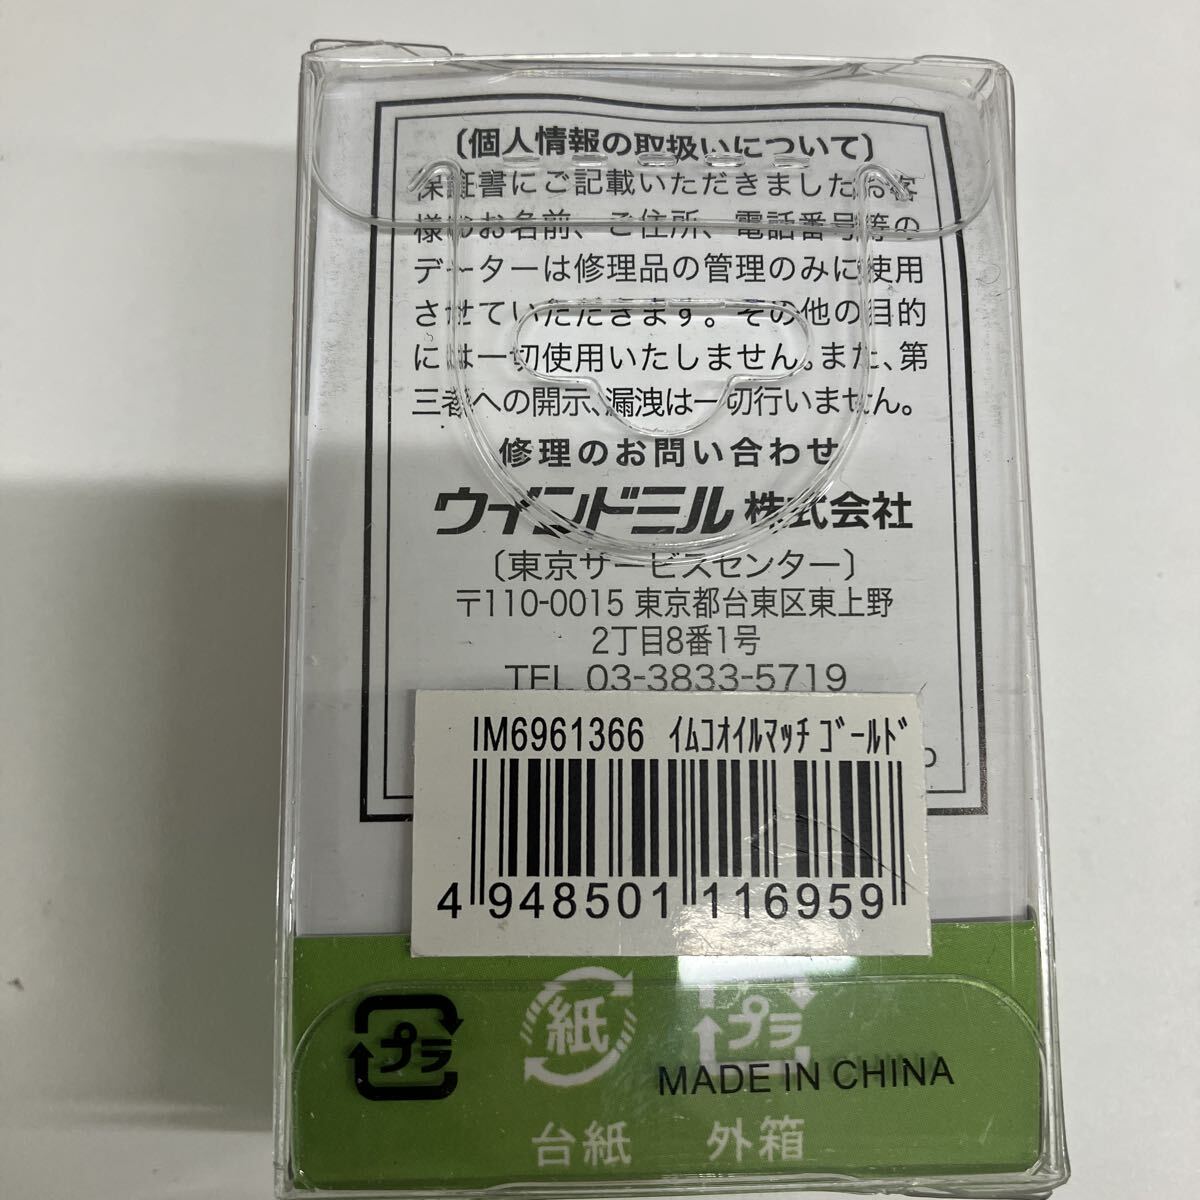 〔個人情報の取扱いについて〕
保証書にご記載いただきましたお客
様のお名前、ご住所、電話番号等の
データーは修理品の管理のみに使用
させていただきます。その他の目的
には一切使用いたしません。また、第
三者への開示、漏洩は一切行いません。
修理のお問い合わせ
ウインドミル株式会社
〔東京サービスセンター〕
〒110-0015 東京都台東区東上野
2丁目8番1号
TEL 03-3833-5719
IM6961366 ｲﾑｺｵｲﾙﾏｯﾁ ｺﾞｰﾙﾄﾞ
4 948501 116959
プラ 紙 プラ
MADE IN CHINA
台紙 外箱